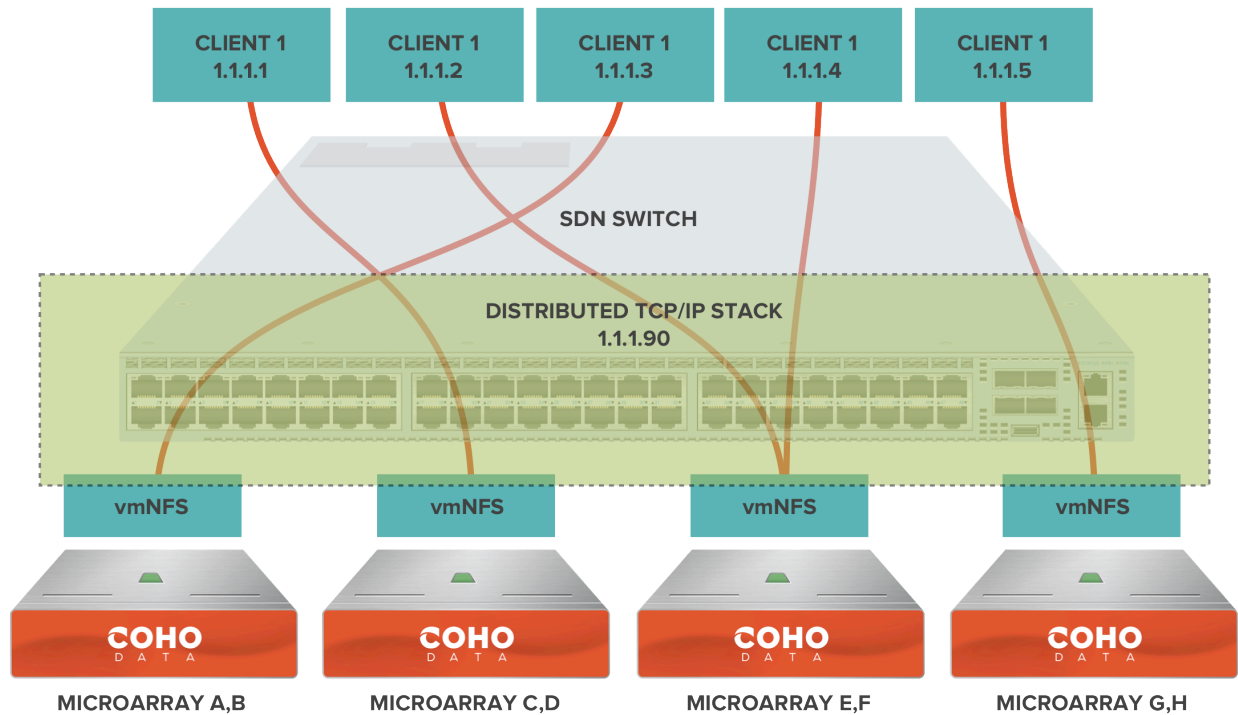 CLIENT 1
1.1.1.1
CLIENT 1
1.1.1.2
CLIENT 1
1.1.1.3
CLIENT 1
1.1.1.4
CLIENT 1
1.1.1.5
SDN SWITCH
DISTRIBUTED TCP/IP STACK
1.1.1.90
vmNFS
vmNFS
vmNFS
vmNFS
COHO
DATA
COHO
DATA
COHO
DATA
COHO
DATA
MICROARRAY A,B
MICROARRAY C,D
MICROARRAY E,F
MICROARRAY G,H